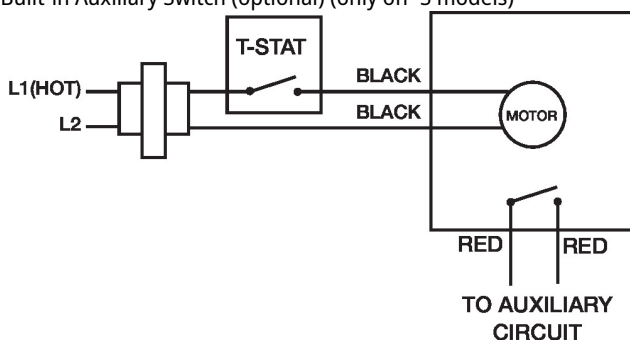 Built-in Auxiliary Switch (optional) (only on -S models)
T-STAT
L1(HOT)
BLACK
L2
BLACK
MOTOR
RED
RED
TO AUXILIARY
CIRCUIT